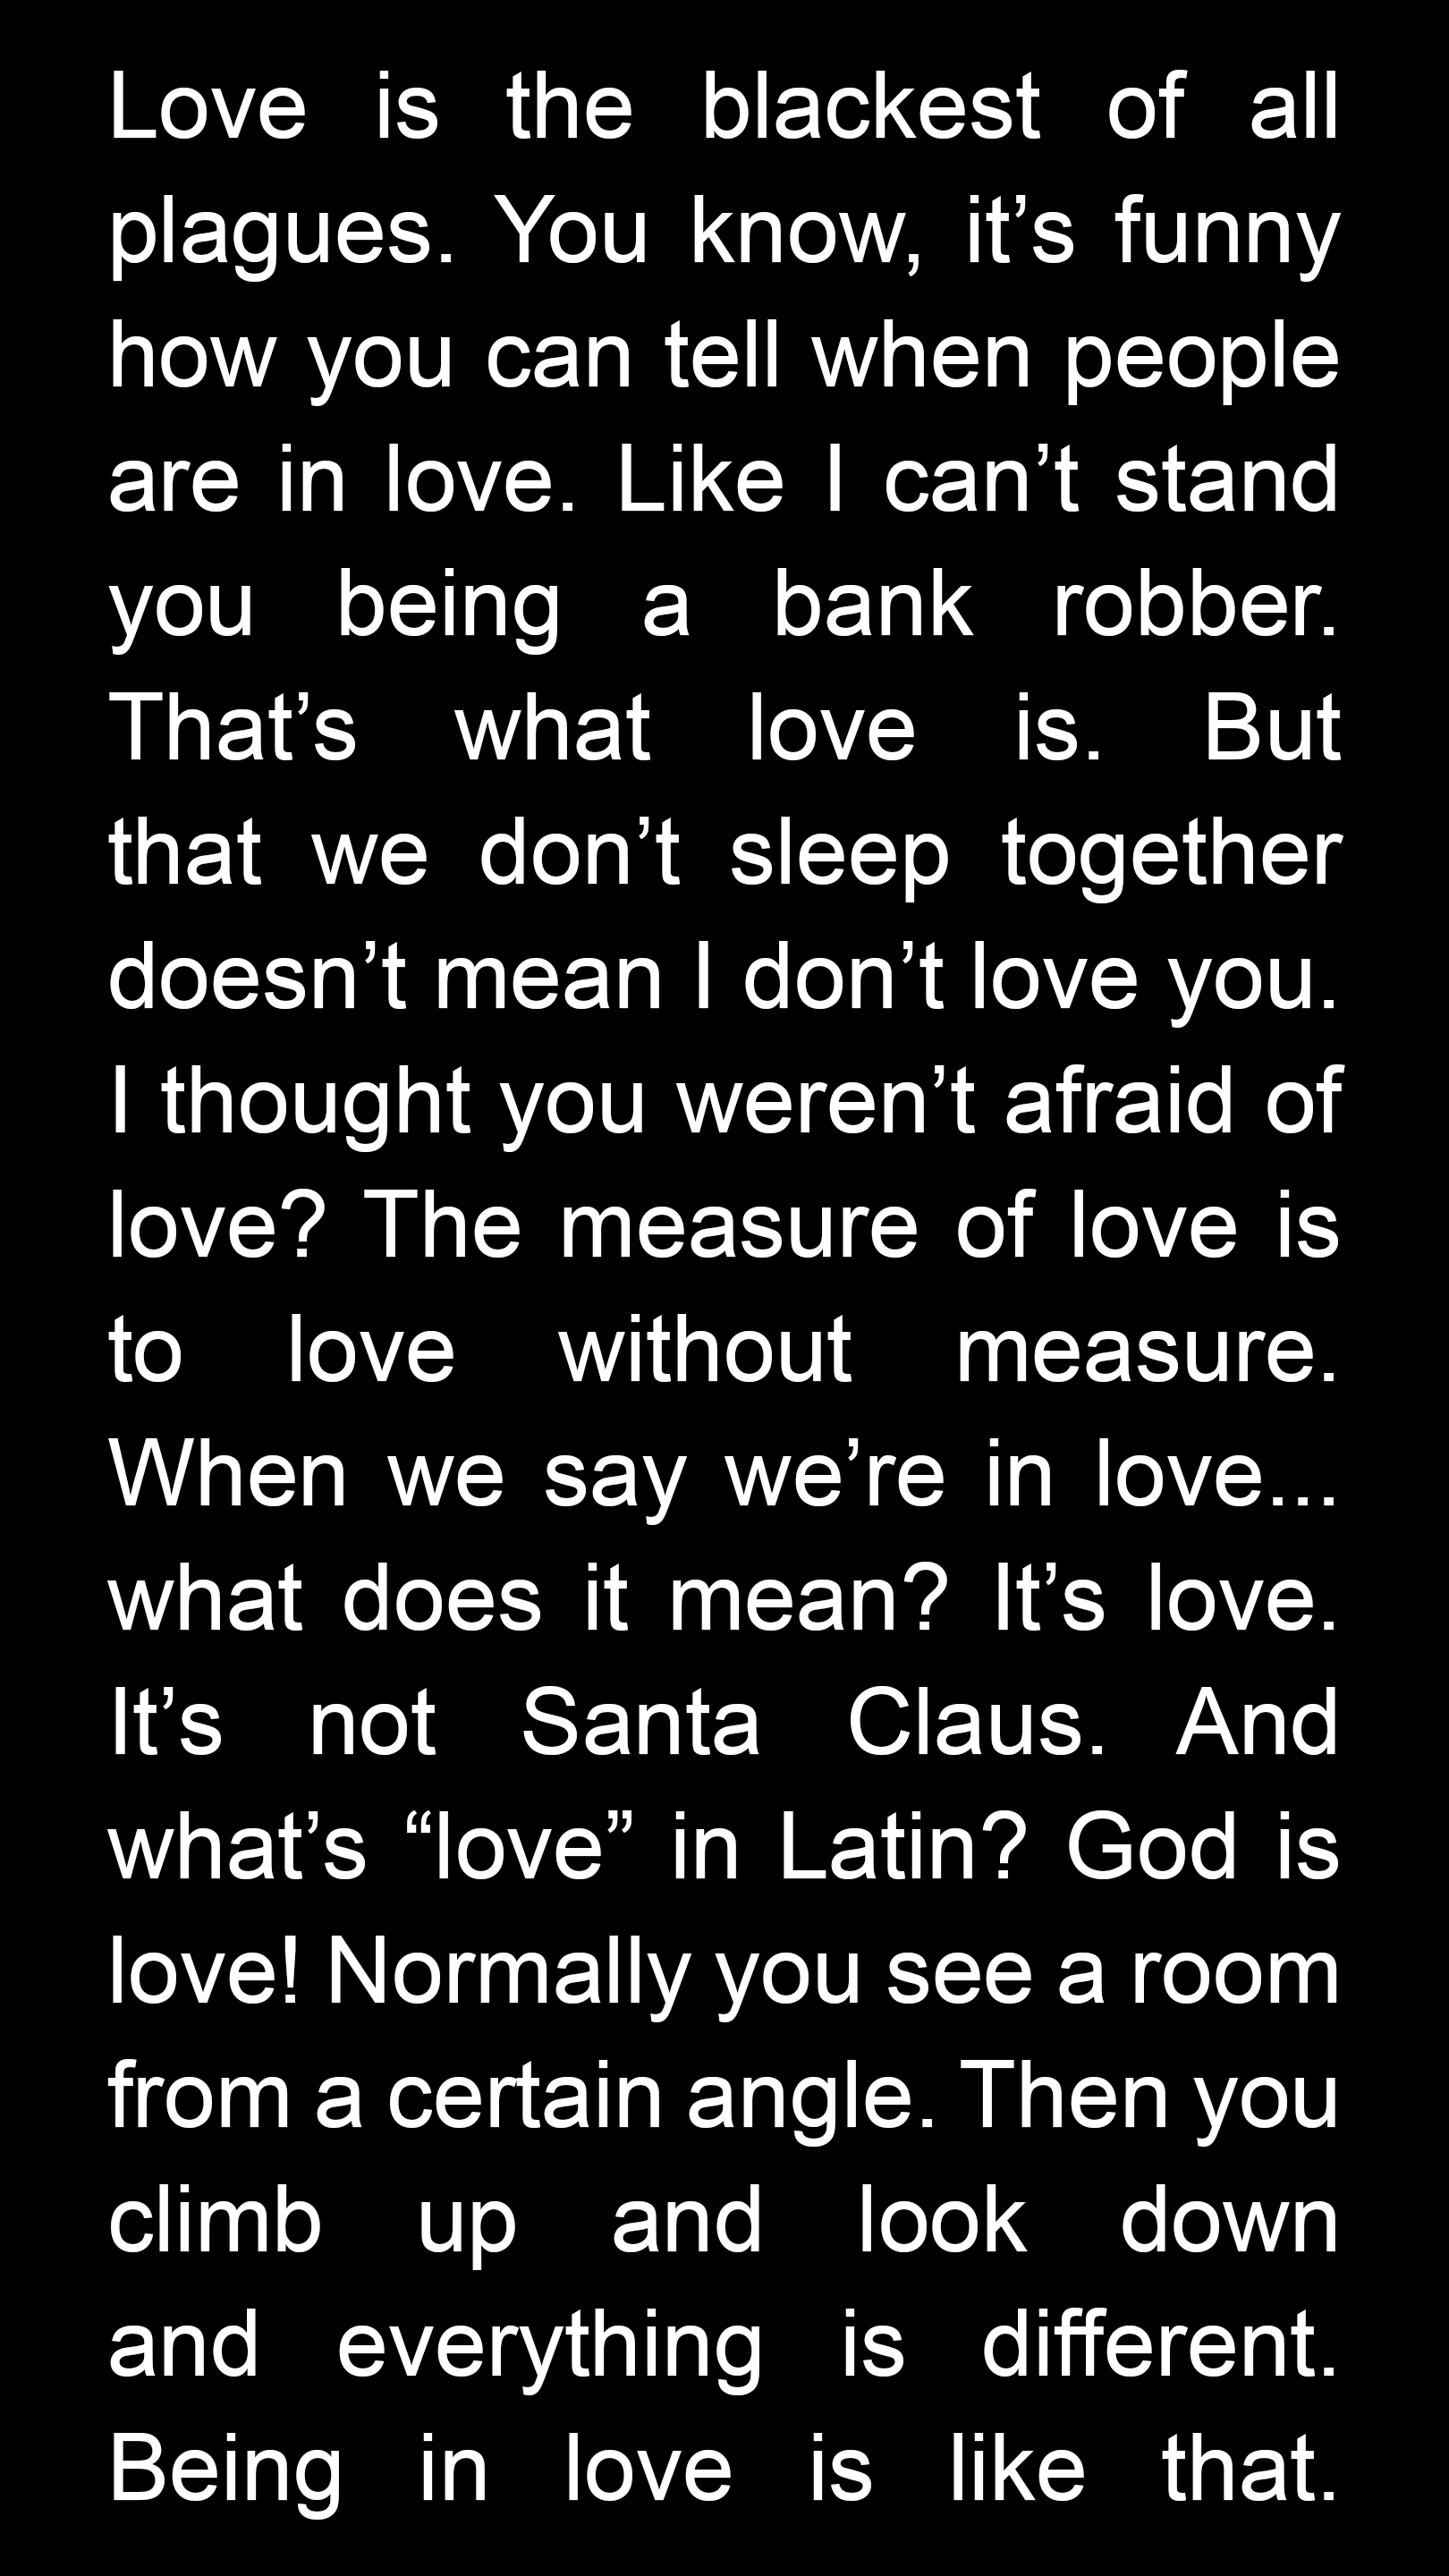 Love is the blackest of all
plagues. You know, it’s funny
how you can tell when people
are in love. Like I can’t stand
you being a bank robber.
That’s what love is. But
that we don’t sleep together
doesn’t mean I don’t love you.
I thought you weren’t afraid of
love? The measure of love is
to love without measure.
When we say we’re in love...
what does it mean? It’s love.
It’s not Santa Claus. And
what’s “love” in Latin? God is
love! Normally you see a room
from a certain angle. Then you
climb up and look down
and everything is different.
Being in love is like that.